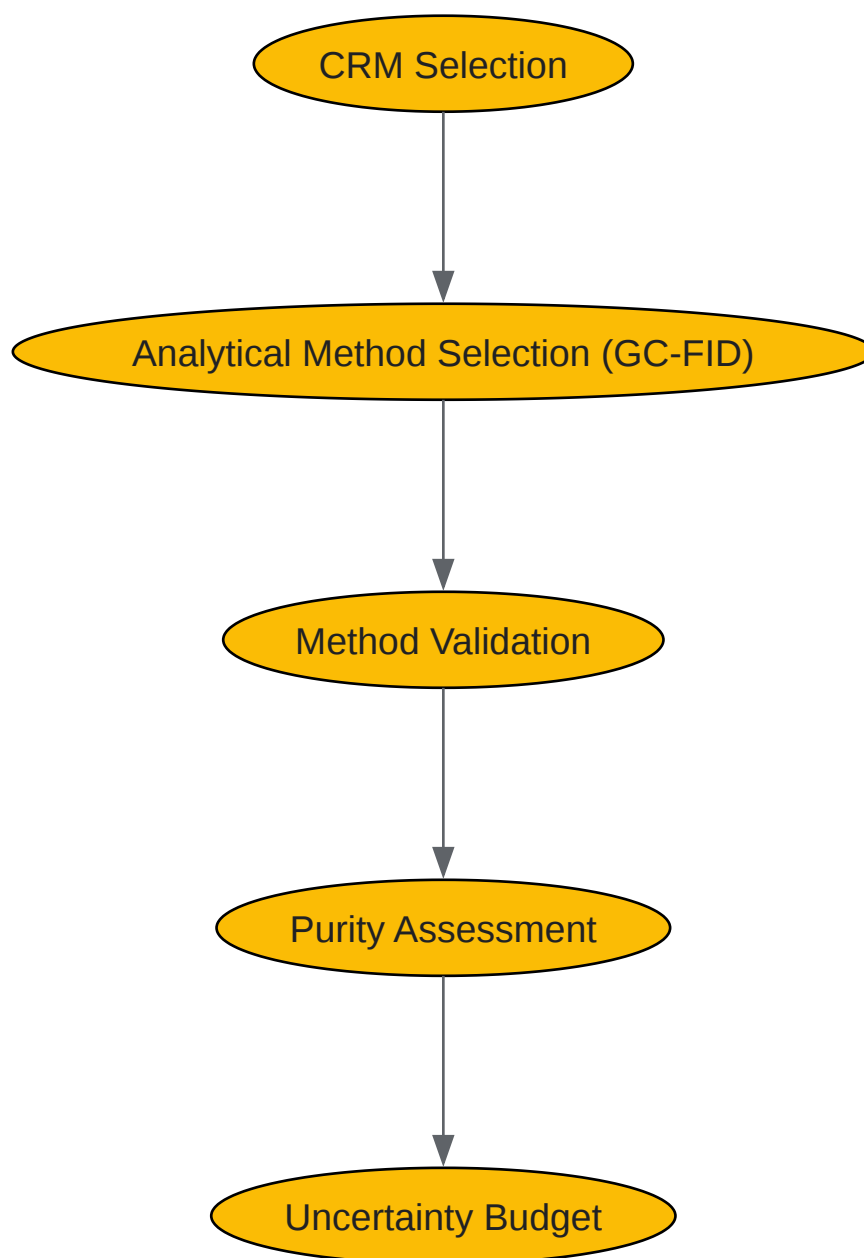 CRM Selection
Analytical Method Selection (GC-FID)
Method Validation
Purity Assessment
Uncertainty Budget